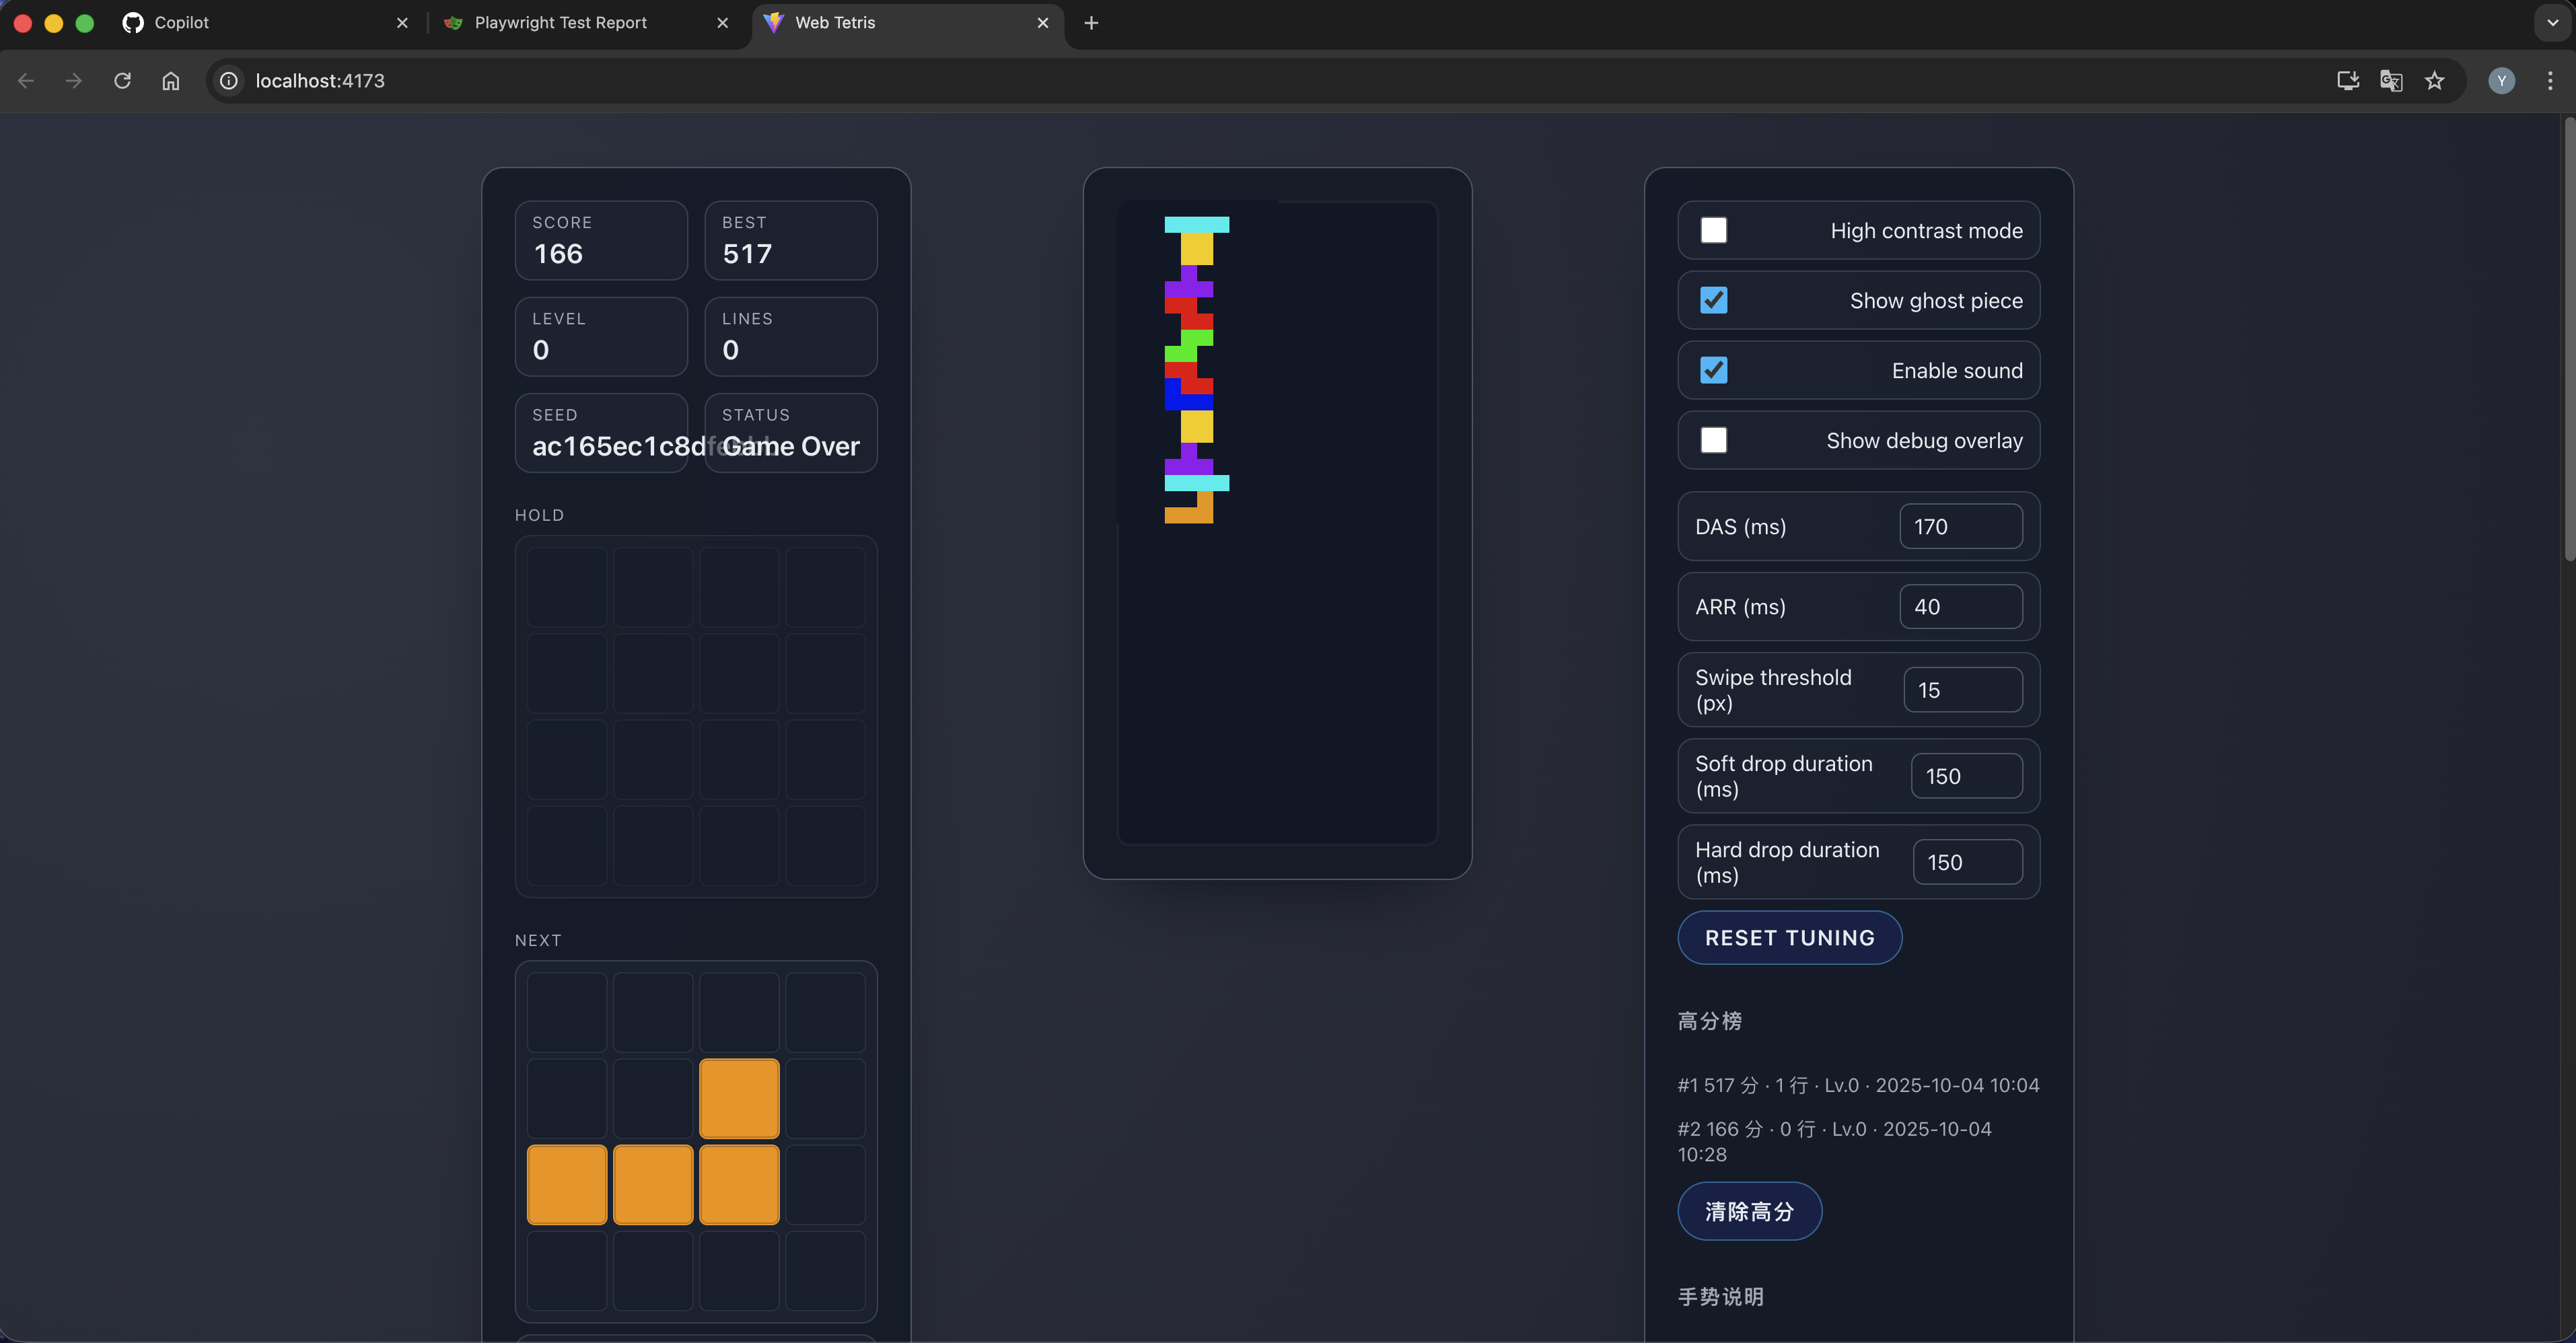 Copilot
Playwright Test Report
Web Tetris
localhost:4173
Y
SCORE
166
BEST
517
LEVEL
0
LINES
0
SEED
ac165ec1c8df
STATUS
Game Over
HOLD
NEXT
High contrast mode
Show ghost piece
Enable sound
Show debug overlay
DAS (ms)
170
ARR (ms)
40
Swipe threshold
(px)
15
Soft drop duration
(ms)
150
Hard drop duration
(ms)
150
RESET TUNING
高分榜
#1 517 分 · 1 行 · Lv.0 · 2025-10-04 10:04
#2 166 分 · 0 行 · Lv.0 · 2025-10-04
10:28
清除高分
手势说明